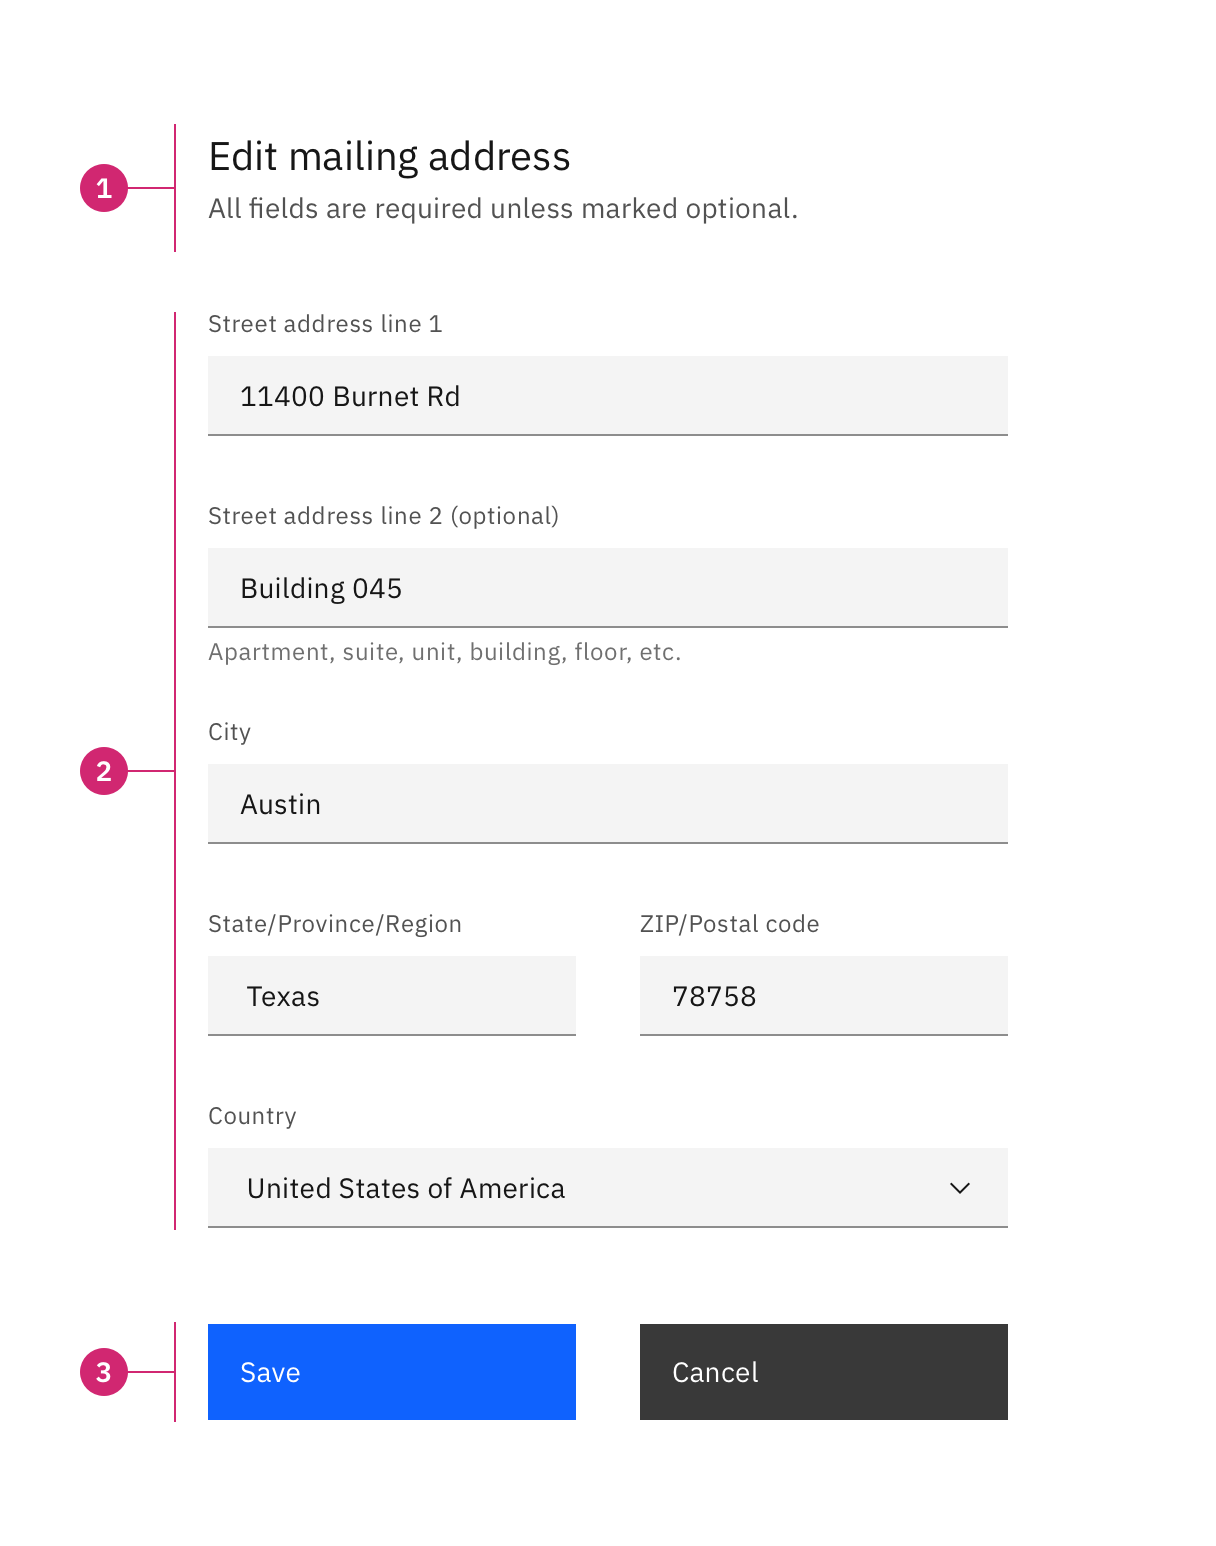 1
Edit mailing address
All fields are required unless marked optional.
Street address line 1
11400 Burnet Rd
Street address line 2 (optional)
Building 045
Apartment, suite, unit, building, floor, etc.
2
City
Austin
State/Province/Region
ZIP/Postal code
Texas
78758
Country
United States of America
3
Save
Cancel